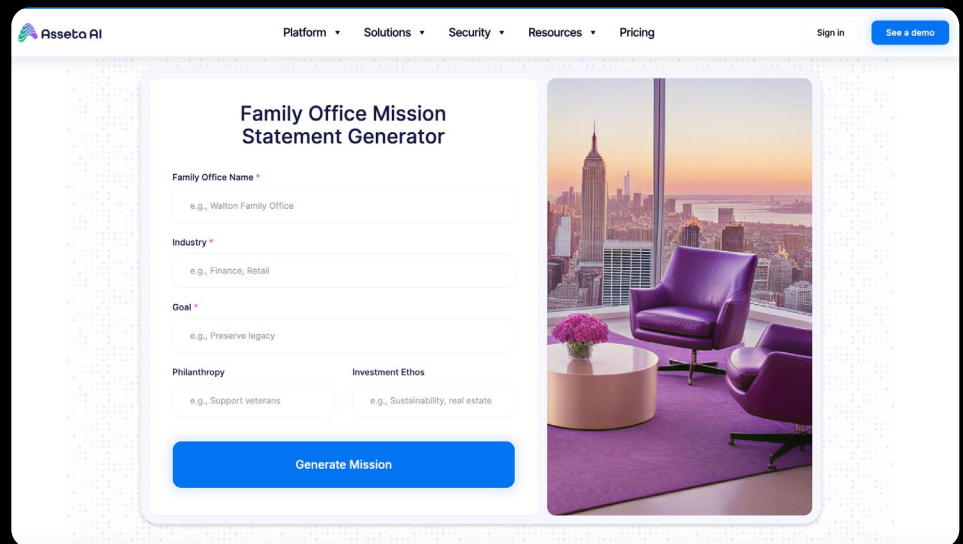 Asseta AI
Platform ▼ Solutions ▼ Security ▼ Resources ▼ Pricing
Sign in
See a demo
Family Office Mission
Statement Generator
Family Office Name *
e.g., Walton Family Office
Industry *
e.g., Finance, Retail
Goal *
e.g., Preserve legacy
Philanthropy
Investment Ethos
e.g., Support veterans
e.g., Sustainability, real estate
Generate Mission